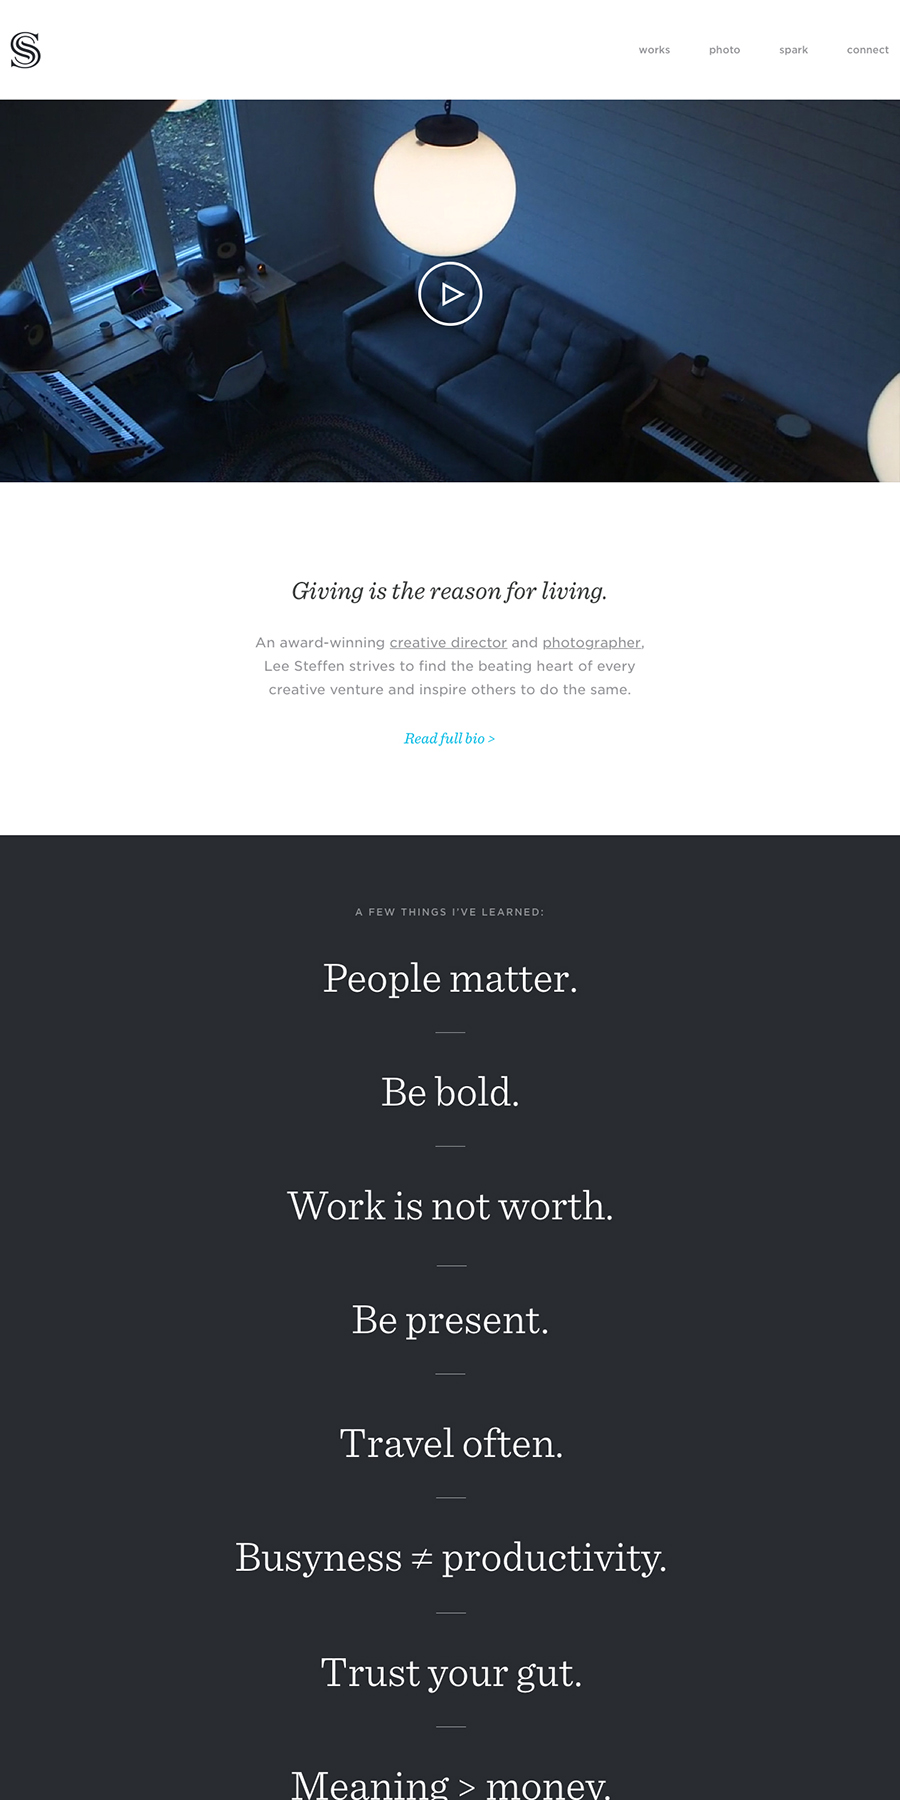 S
works photo spark connect
Giving is the reason for living.
An award-winning creative director and photographer,
Lee Steffen strives to find the beating heart of every
creative venture and inspire others to do the same.
Read full bio >
A FEW THINGS I'VE LEARNED:
People matter.
Be bold.
Work is not worth.
Be present.
Travel often.
Busyness ≠ productivity.
Trust your gut.
Meaning > money.